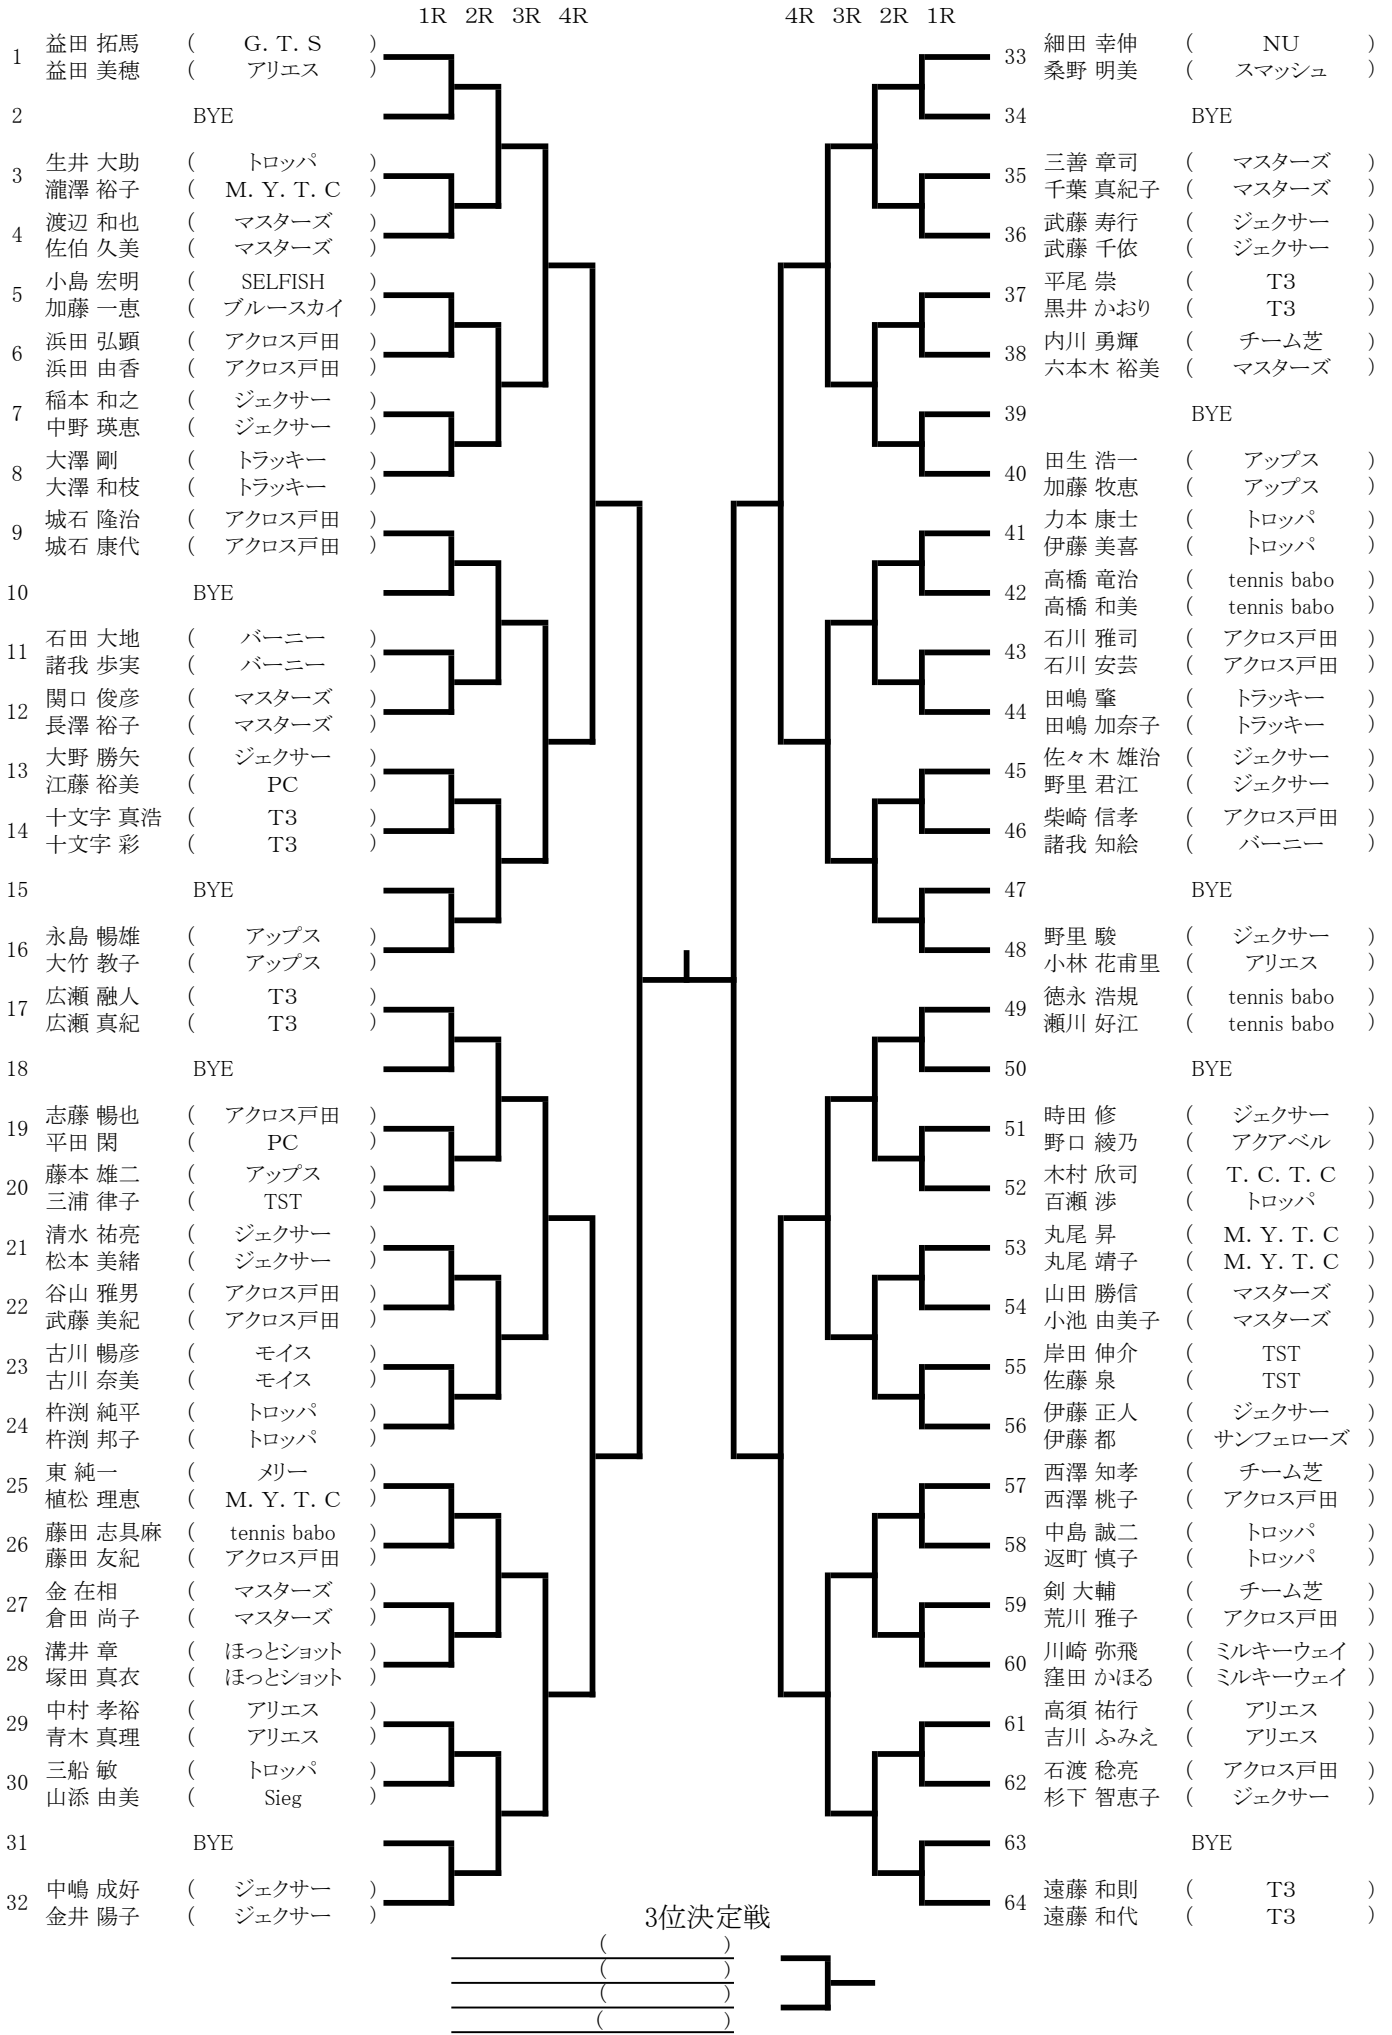 1R 2R 3R 4R
1 益田 拓馬 ( G. T. S )
益田 美穂 ( アリエス )
2 BYE
3 生井 大助 ( トロッパ )
瀧澤 裕子 ( M. Y. T. C )
4 渡辺 和也 ( マスターズ )
佐伯 久美 ( マスターズ )
5 小島 宏明 ( SELFISH )
加藤 一恵 ( ブルースカイ )
6 浜田 弘顕 ( アクロス戸田 )
浜田 由香 ( アクロス戸田 )
7 稲本 和之 ( ジェクサー )
中野 瑛恵 ( ジェクサー )
8 大澤 剛 ( トラッキー )
大澤 和枝 ( トラッキー )
9 城石 隆治 ( アクロス戸田 )
城石 康代 ( アクロス戸田 )
10 BYE
11 石田 大地 ( バーニー )
諸我 歩実 ( バーニー )
12 関口 俊彦 ( マスターズ )
長澤 裕子 ( マスターズ )
13 大野 勝矢 ( ジェクサー )
江藤 裕美 ( PC )
14 十文字 真浩 ( T3 )
十文字 彩 ( T3 )
15 BYE
16 永島 暢雄 ( アップス )
大竹 教子 ( アップス )
17 広瀬 融人 ( T3 )
広瀬 真紀 ( T3 )
18 BYE
19 志藤 暢也 ( アクロス戸田 )
平田 閑 ( PC )
20 藤本 雄二 ( アップス )
三浦 律子 ( TST )
21 清水 祐亮 ( ジェクサー )
松本 美緒 ( ジェクサー )
22 谷山 雅男 ( アクロス戸田 )
武藤 美紀 ( アクロス戸田 )
23 古川 暢彦 ( モイス )
古川 奈美 ( モイス )
24 杵渕 純平 ( トロッパ )
杵渕 邦子 ( トロッパ )
25 東 純一 ( メリー )
植松 理恵 ( M. Y. T. C )
26 藤田 志具麻 ( tennis babo )
藤田 友紀 ( アクロス戸田 )
27 金 在相 ( マスターズ )
倉田 尚子 ( マスターズ )
28 溝井 章 ( ほっとショット )
塚田 真衣 ( ほっとショット )
29 中村 孝裕 ( アリエス )
青木 真理 ( アリエス )
30 三船 敏 ( トロッパ )
山添 由美 ( Sieg )
31 BYE
32 中嶋 成好 ( ジェクサー )
金井 陽子 ( ジェクサー )
4R 3R 2R 1R
33 細田 幸伸 ( NU )
桑野 明美 ( スマッシュ )
34 BYE
35 三善 章司 ( マスターズ )
千葉 真紀子 ( マスターズ )
36 武藤 寿行 ( ジェクサー )
武藤 千依 ( ジェクサー )
37 平尾 崇 ( T3 )
黒井 かおり ( T3 )
38 内川 勇輝 ( チーム芝 )
六本木 裕美 ( マスターズ )
39 BYE
40 田生 浩一 ( アップス )
加藤 牧恵 ( アップス )
41 力本 康士 ( トロッパ )
伊藤 美喜 ( トロッパ )
42 高橋 竜治 ( tennis babo )
高橋 和美 ( tennis babo )
43 石川 雅司 ( アクロス戸田 )
石川 安芸 ( アクロス戸田 )
44 田嶋 肇 ( トラッキー )
田嶋 加奈子 ( トラッキー )
45 佐々木 雄治 ( ジェクサー )
野里 君江 ( ジェクサー )
46 柴崎 信孝 ( アクロス戸田 )
諸我 知絵 ( バーニー )
47 BYE
48 野里 駿 ( ジェクサー )
小林 花甫里 ( アリエス )
49 徳永 浩規 ( tennis babo )
瀬川 好江 ( tennis babo )
50 BYE
51 時田 修 ( ジェクサー )
野口 綾乃 ( アクアベル )
52 木村 欣司 ( T. C. T. C )
百瀬 渉 ( トロッパ )
53 丸尾 昇 ( M. Y. T. C )
丸尾 靖子 ( M. Y. T. C )
54 山田 勝信 ( マスターズ )
小池 由美子 ( マスターズ )
55 岸田 伸介 ( TST )
佐藤 泉 ( TST )
56 伊藤 正人 ( ジェクサー )
伊藤 都 ( サンフェローズ )
57 西澤 知孝 ( チーム芝 )
西澤 桃子 ( アクロス戸田 )
58 中島 誠二 ( トロッパ )
返町 慎子 ( トロッパ )
59 剣 大輔 ( チーム芝 )
荒川 雅子 ( アクロス戸田 )
60 川崎 弥飛 ( ミルキーウェイ )
窪田 かほる ( ミルキーウェイ )
61 高須 祐行 ( アリエス )
吉川 ふみえ ( アリエス )
62 石渡 稔亮 ( アクロス戸田 )
杉下 智恵子 ( ジェクサー )
63 BYE
64 遠藤 和則 ( T3 )
遠藤 和代 ( T3 )
3位決定戦
( )
( )
( )
( )